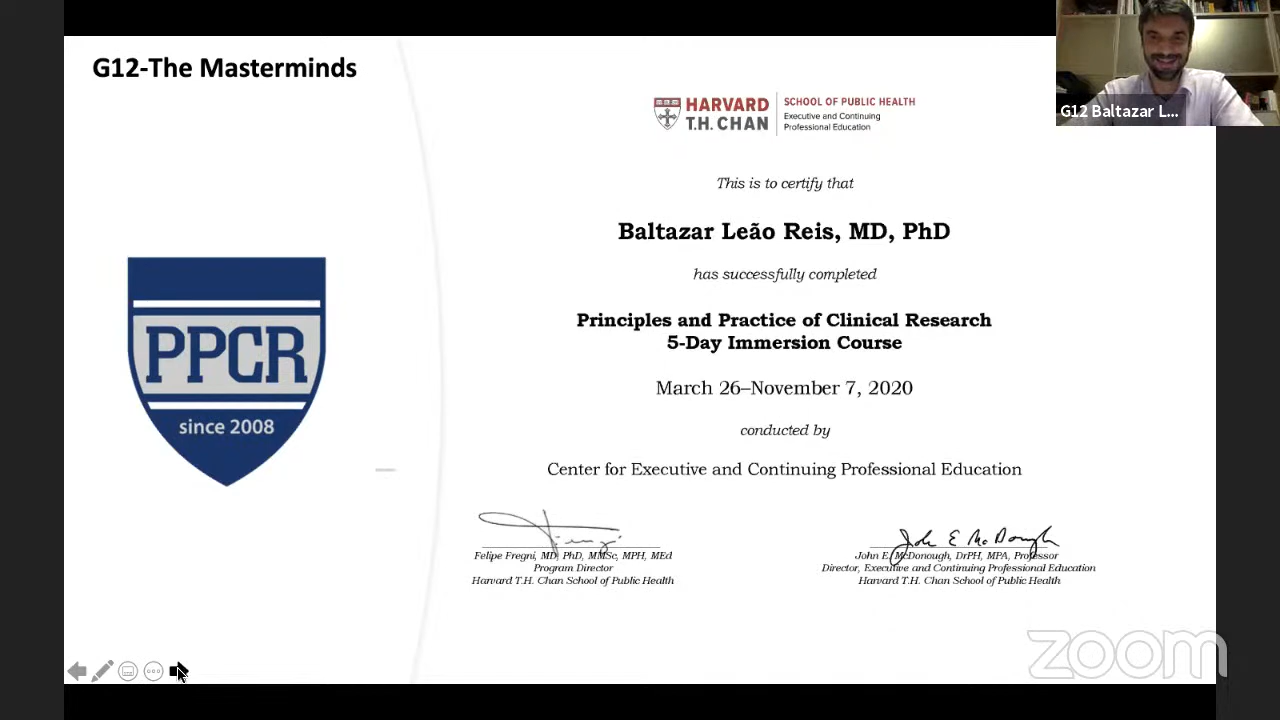 G12-The Masterminds
G12 Baltazar L...
HARVARD
T.H. CHAN
SCHOOL OF PUBLIC HEALTH
Executive and Continuing
Professional Education
This is to certify that
Baltazar Leão Reis, MD, PhD
has successfully completed
Principles and Practice of Clinical Research
5-Day Immersion Course
March 26–November 7, 2020
conducted by
Center for Executive and Continuing Professional Education
PPCR
since 2008
John E McDonough
Felipe Fregni, MD, PhD, MMSc, MPH, MEd
Program Director
Harvard T.H. Chan School of Public Health
John E. McDonough, DrPH, MPA, Professor
Director, Executive and Continuing Professional Education
Harvard T.H. Chan School of Public Health
zoom